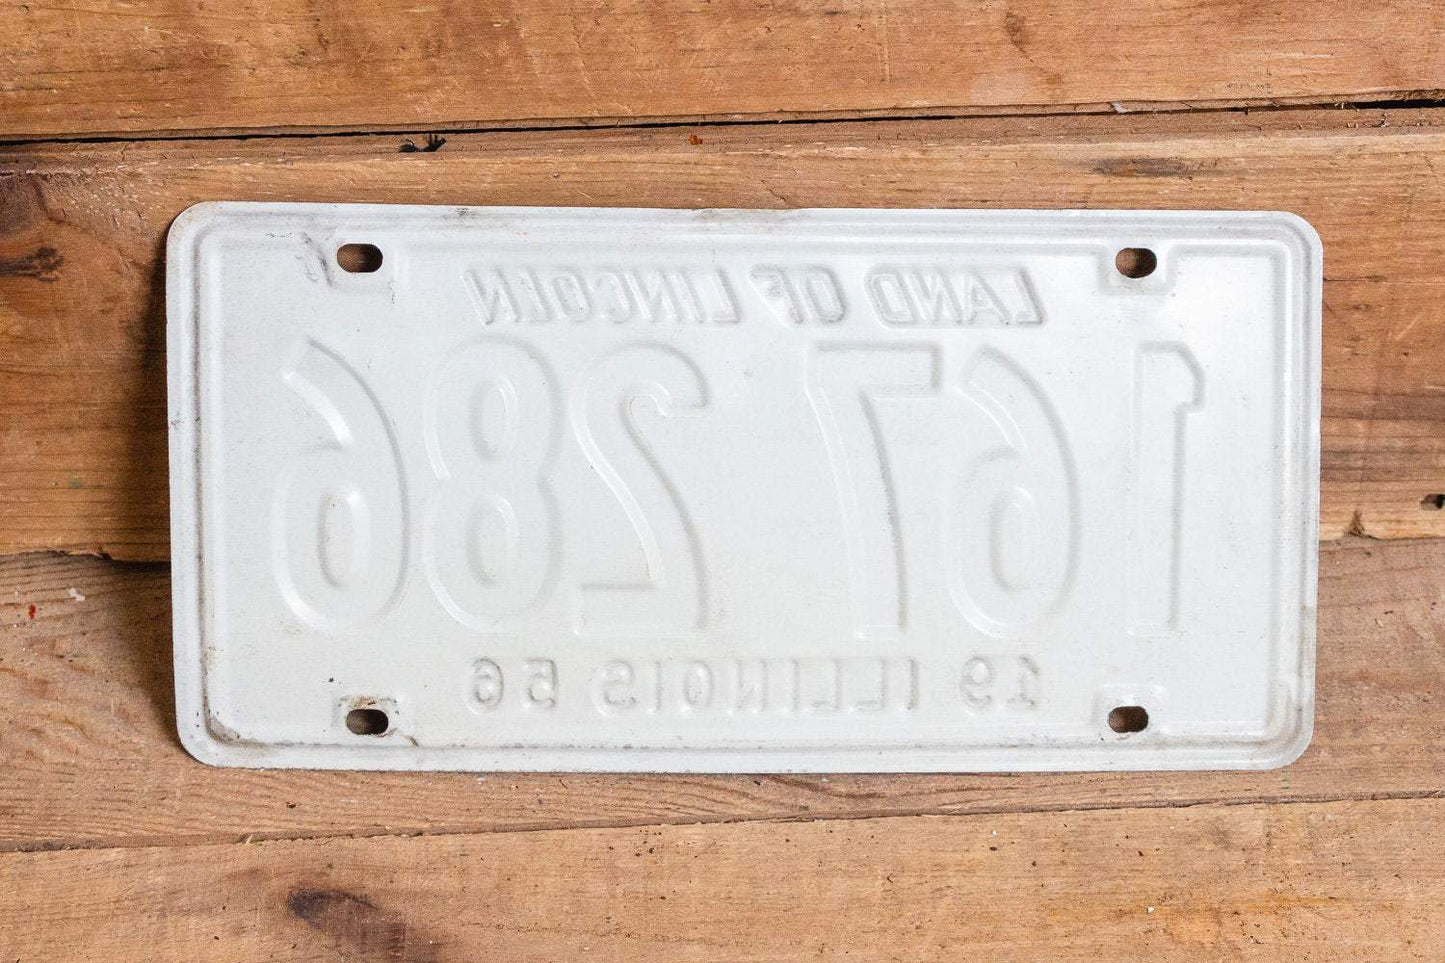 LAND OF LINCOLN
167 286
19 ILLINOIS 56